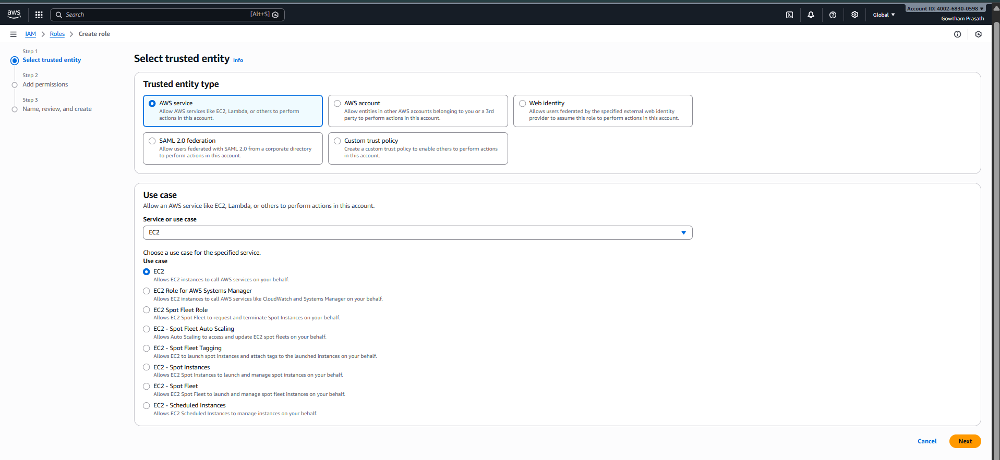 aws
Search
[Alt+S]
Global
Account ID: 4002-6830-0598
Gowtham Prasath
IAM
Roles
Create role
Step 1
Select trusted entity
Step 2
Add permissions
Step 3
Name, review, and create
Select trusted entity Info
Trusted entity type
AWS service
Allow AWS services like EC2, Lambda, or others to perform
actions in this account.
AWS account
Allow entities in other AWS accounts belonging to you or a 3rd
party to perform actions in this account.
Web identity
Allows users federated by the specified external web identity
provider to assume this role to perform actions in this account.
SAML 2.0 federation
Allow users federated with SAML 2.0 from a corporate directory
to perform actions in this account.
Custom trust policy
Create a custom trust policy to enable others to perform actions
in this account.
Use case
Allow an AWS service like EC2, Lambda, or others to perform actions in this account.
Service or use case
EC2
Choose a use case for the specified service.
Use case
EC2
Allows EC2 instances to call AWS services on your behalf.
EC2 Role for AWS Systems Manager
Allows EC2 instances to call AWS services like CloudWatch and Systems Manager on your behalf.
EC2 Spot Fleet Role
Allows EC2 Spot Fleet to request and terminate Spot Instances on your behalf.
EC2 - Spot Fleet Auto Scaling
Allows Auto Scaling to access and update EC2 spot fleets on your behalf.
EC2 - Spot Fleet Tagging
Allows EC2 to launch spot instances and attach tags to the launched instances on your behalf.
EC2 - Spot Instances
Allows EC2 Spot Instances to launch and manage spot instances on your behalf.
EC2 - Spot Fleet
Allows EC2 Spot Fleet to launch and manage spot fleet instances on your behalf.
EC2 - Scheduled Instances
Allows EC2 Scheduled Instances to manage instances on your behalf.
Cancel
Next